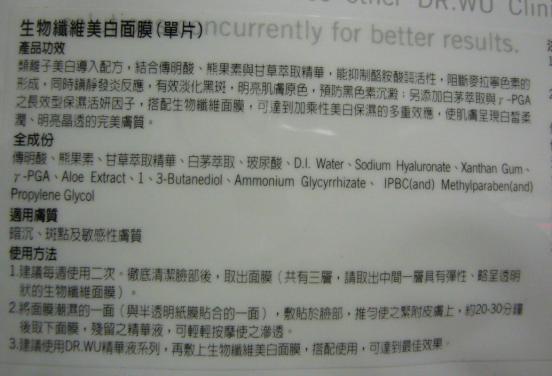 other DR.WU Clini
concurrently for better results.
生物纖維美白面膜(單片)
產品功效
類離子美白導入配方，結合傳明酸、熊果素與甘草萃取精華，能抑制酪胺酸酶活性，阻斷麥拉寧色素的
形成，同時鎮靜發炎反應，有效淡化黑斑，明亮肌膚原色，預防黑色素沉澱；另添加白茅萃取與γ-PGA
之長效型保濕活妍因子，搭配生物纖維面膜，可達到加乘性美白保濕的多重效應，使肌膚呈現白皙柔
潤、明亮晶透的完美膚質。
全成份
傳明酸、熊果素、甘草萃取精華、白茅萃取、玻尿酸、D.I. Water、Sodium Hyaluronate、Xanthan Gum、
γ-PGA、Aloe Extract、1、3-Butanediol、Ammonium Glycyrrhizate、 IPBC(and) Methylparaben(and)
Propylene Glycol
適用膚質
暗沉、斑點及敏感性膚質
使用方法
1.建議每週使用二次。徹底清潔臉部後，取出面膜（共有三層，請取出中間一層具有彈性、略呈透明
狀的生物纖維面膜）。
2.將面膜潮濕的一面（與半透明紙膜貼合的一面），敷貼於臉部，推勻使之緊附皮膚上，約20-30分鐘
後取下面膜，殘留之精華液，可輕輕按摩使之滲透。
3.建議使用DR.WU精華液系列，再敷上生物纖維美白面膜，搭配使用，可達到最佳效果。